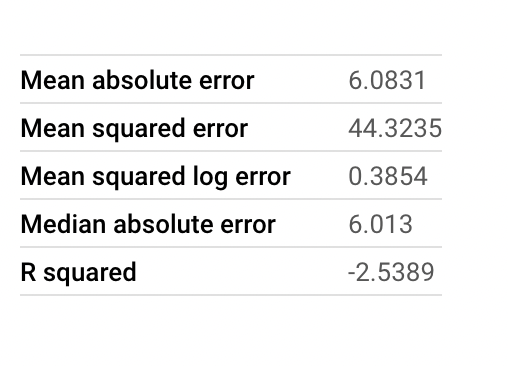 Mean absolute error 6.0831
Mean squared error 44.3235
Mean squared log error 0.3854
Median absolute error 6.013
R squared -2.5389